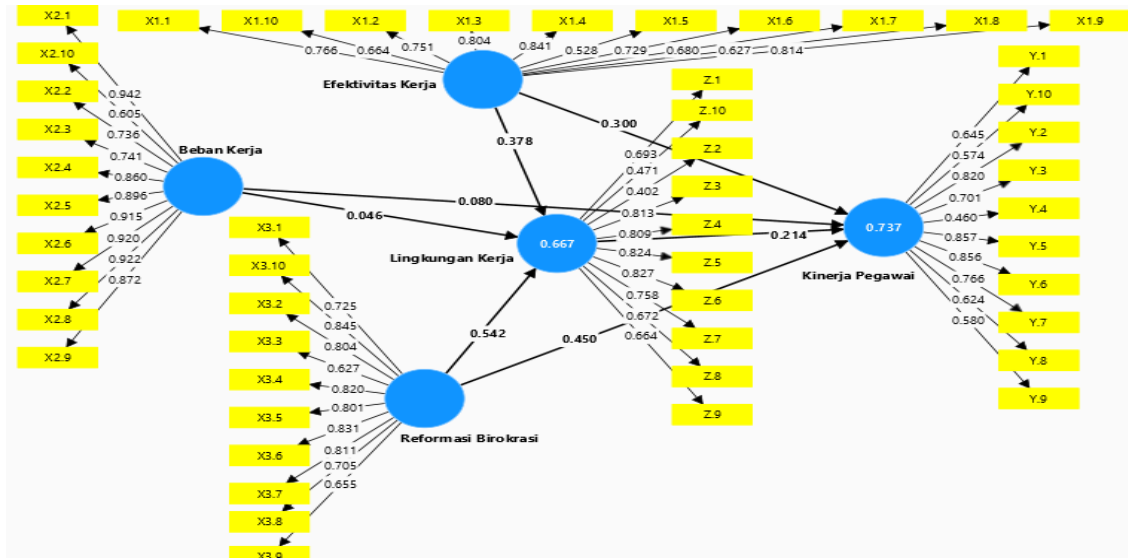 X2.1
X1.1
X1.10
X1.2
X1.3
X1.4
X1.5
X1.6
X1.7
X1.8
X1.9
0.766
0.664
0.751
0.804
0.841
0.528
0.729
0.680
0.627
0.814
Efektivitas Kerja
X2.10
X2.2
X2.3
X2.4
X2.5
X2.6
X2.7
X2.8
X2.9
0.942
0.605
0.736
0.741
0.860
0.896
0.915
0.920
0.922
0.872
Beban Kerja
0.378
0.300
0.080
0.046
X3.1
X3.10
X3.2
X3.3
X3.4
X3.5
X3.6
X3.7
X3.8
X3.9
0.725
0.845
0.804
0.627
0.820
0.801
0.831
0.811
0.705
0.655
Reformasi Birokrasi
0.542
0.450
0.667
Lingkungan Kerja
0.214
Z.1
Z.10
Z.2
Z.3
Z.4
Z.5
Z.6
Z.7
Z.8
Z.9
0.693
0.471
0.402
0.813
0.809
0.824
0.827
0.758
0.672
0.664
0.737
Kinerja Pegawai
Y.1
Y.10
Y.2
Y.3
Y.4
Y.5
Y.6
Y.7
Y.8
Y.9
0.645
0.574
0.820
0.701
0.460
0.857
0.856
0.766
0.624
0.580